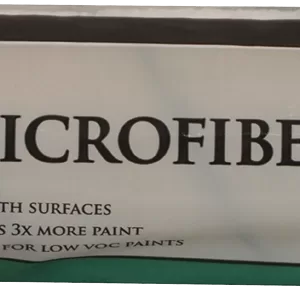 ICROFIBE
TH SURFACES
S 3X MORE PAINT
FOR LOW VOC PAINTS